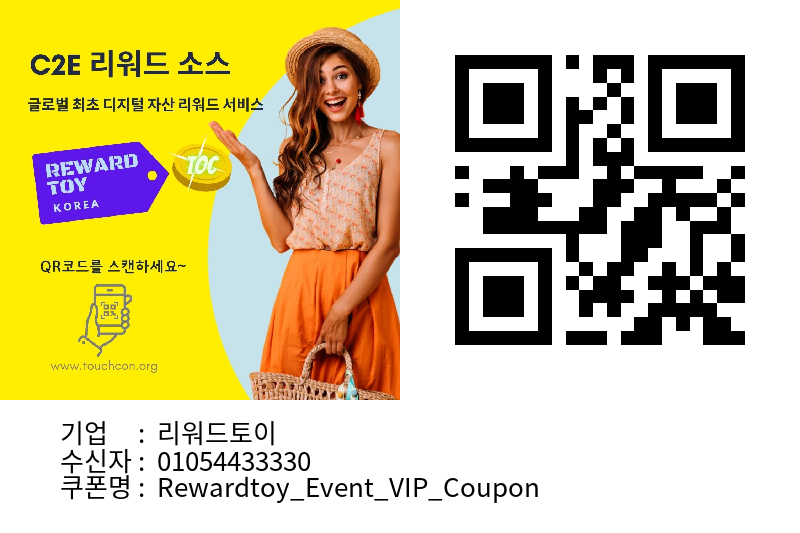 C2E 리워드 소스
글로벌 최초 디지털 자산 리워드 서비스
REWARD
TOY
KOREA
TOC
QR코드를 스캔하세요~
www.touchcon.org
기업 : 리워드토이
수신자 : 01054433330
쿠폰명 : Rewardtoy_Event_VIP_Coupon